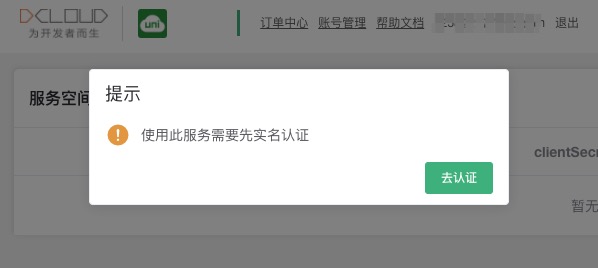 DCLOUD
为开发者而生
uni
订单中心 账号管理 帮助文档 退出
服务空间
提示
使用此服务需要先实名认证
去认证
clientSecr
暂无